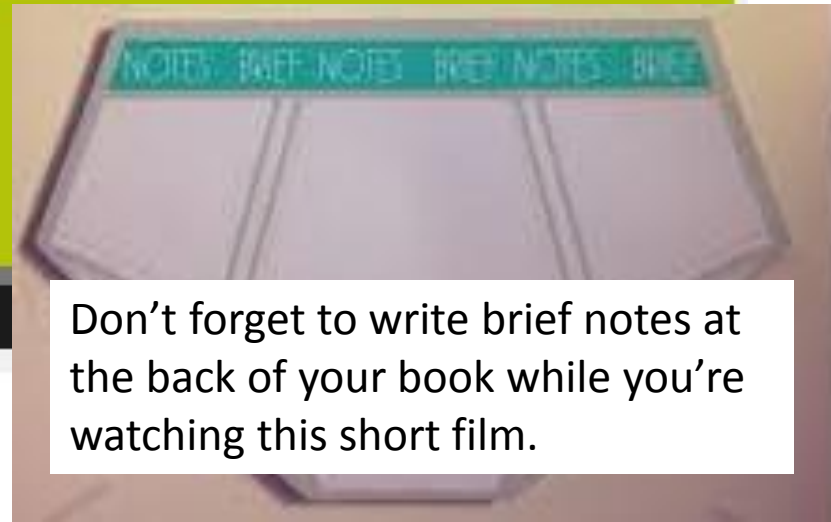 NOTES BRIEF NOTES BRIEF NOTES BRIEF
Don’t forget to write brief notes at
the back of your book while you’re
watching this short film.